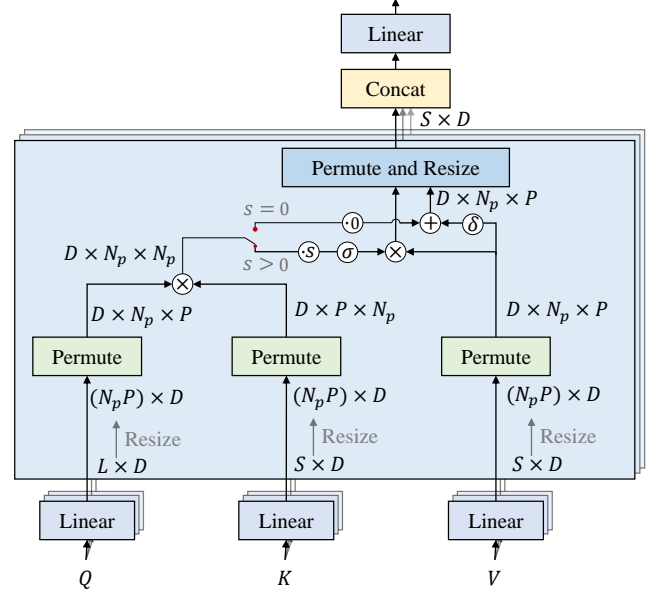 Linear
Concat
S × D
Permute and Resize
D × N_p × P
s = 0
·0
+
δ
s > 0
·s
σ
×
D × N_p × N_p
×
D × N_p × P
D × P × N_p
D × N_p × P
Permute
Permute
Permute
(N_pP) × D
(N_pP) × D
(N_pP) × D
Resize
Resize
Resize
L × D
S × D
S × D
Linear
Linear
Linear
Q
K
V